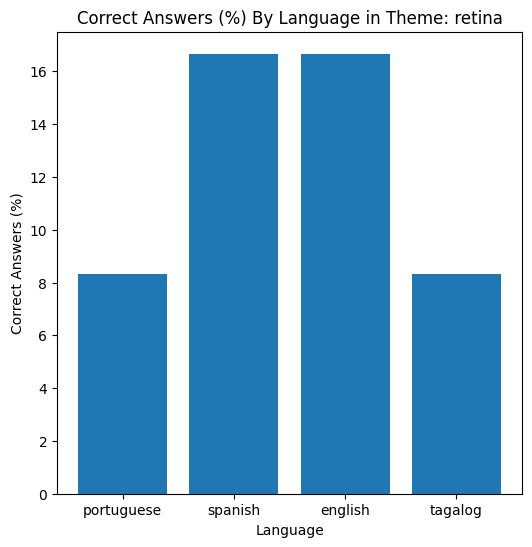 Correct Answers (%) By Language in Theme: retina
16
14
12
10
8
6
4
2
0
Correct Answers (%)
portuguese spanish english tagalog
Language